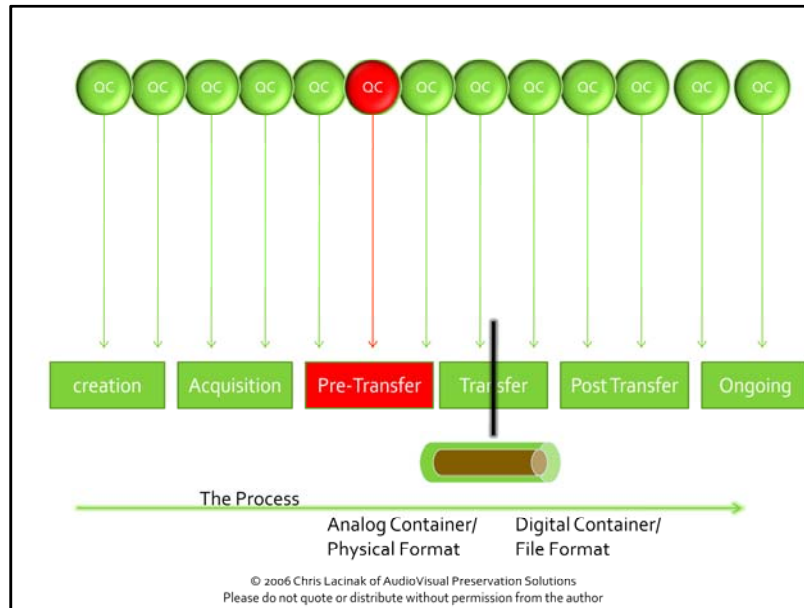 QC QC QC QC QC QC QC QC QC QC QC QC QC
creation Acquisition Pre-Transfer Transfer Post Transfer Ongoing
The Process
Analog Container/
Physical Format
Digital Container/
File Format
© 2006 Chris Lacinak of AudioVisual Preservation Solutions
Please do not quote or distribute without permission from the author